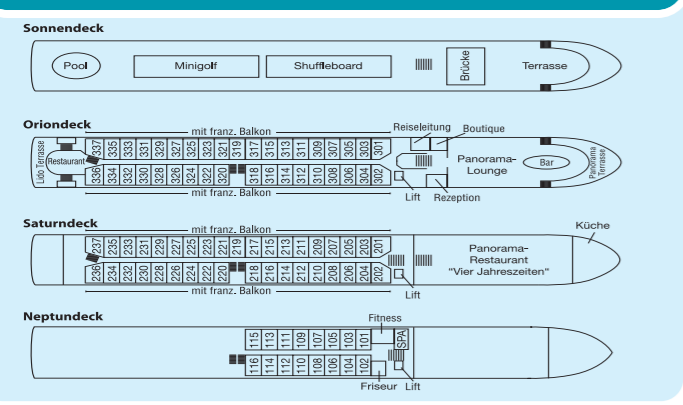 Sonnendeck
Pool
Minigolf
Shuffleboard
Brücke
Terrasse
Oriondeck
mit franz. Balkon
Reiseleitung
Boutique
Lido Terrasse
Restaurant
337 335 333 331 329 327 325 323 321 319 317 315 313 311 309 307 305 303 301
336 334 332 330 328 326 324 322 320 318 316 314 312 310 308 306 304 302
Panorama-
Lounge
Bar
Panorama
Terrasse
mit franz. Balkon
Lift
Rezeption
Saturndeck
mit franz. Balkon
Küche
237 235 233 231 229 227 225 223 221 219 217 215 213 211 209 207 205 203 201
236 234 232 230 228 226 224 222 220 218 216 214 212 210 208 206 204 202
Panorama-
Restaurant
"Vier Jahreszeiten"
mit franz. Balkon
Lift
Neptundeck
Fitness
115 113 111 109 107 105 103 101
SPA
116 114 112 110 108 106 104 102
Friseur
Lift